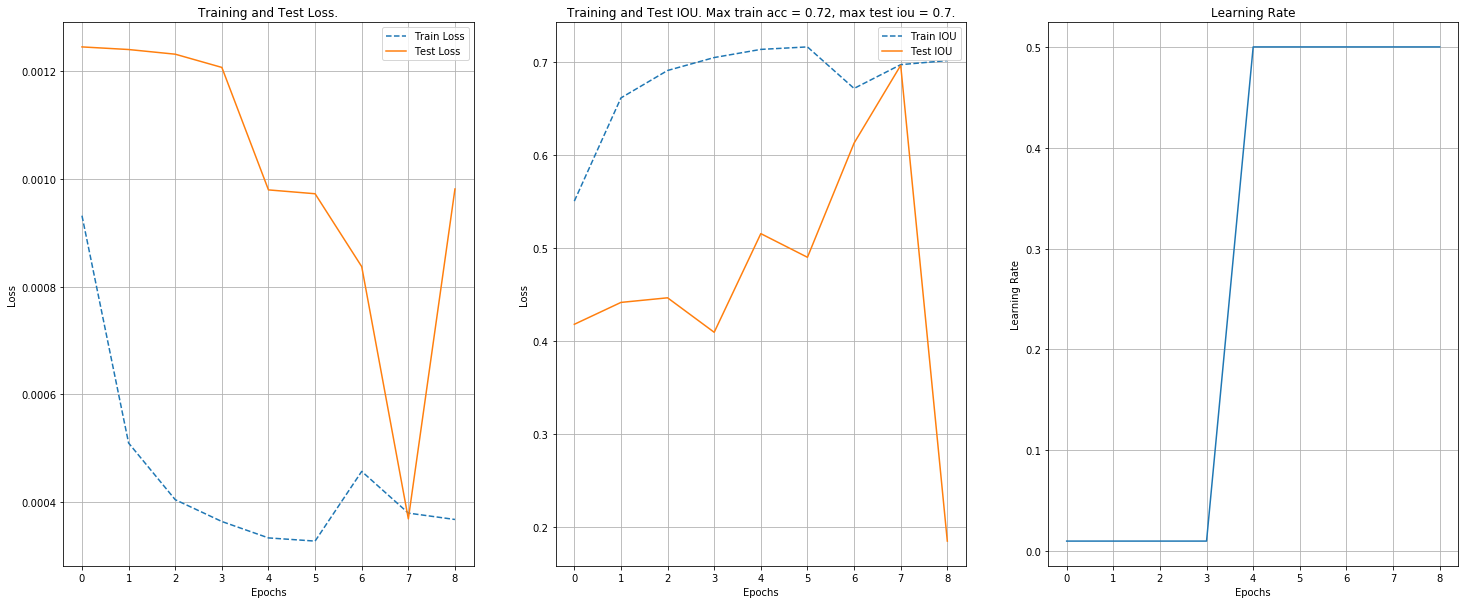 Training and Test Loss.
Train Loss
Test Loss
0.0012
0.0010
0.0008
0.0006
0.0004
Loss
0 1 2 3 4 5 6 7 8
Epochs
Training and Test IOU. Max train acc = 0.72, max test iou = 0.7.
Train IOU
Test IOU
0.7
0.6
0.5
0.4
0.3
0.2
Loss
0 1 2 3 4 5 6 7 8
Epochs
Learning Rate
0.5
0.4
0.3
0.2
0.1
0.0
Learning Rate
0 1 2 3 4 5 6 7 8
Epochs